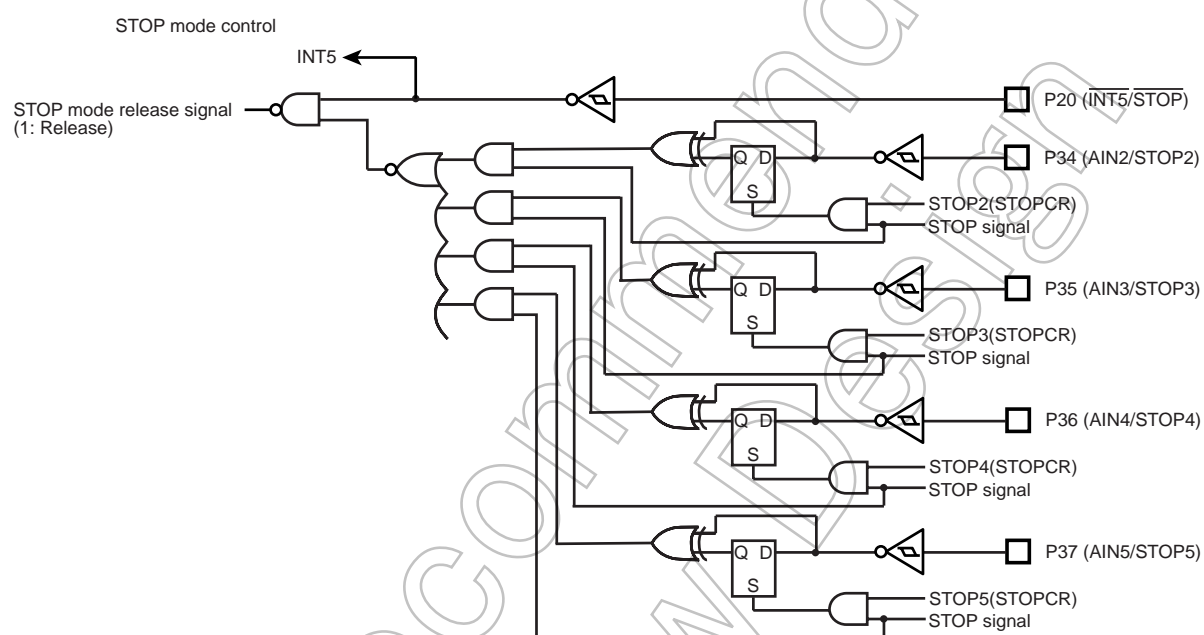 STOP mode control
INT5
STOP mode release signal
(1: Release)
P20 (INT5/STOP)
P34 (AIN2/STOP2)
Q D
S
STOP2(STOPCR)
STOP signal
P35 (AIN3/STOP3)
Q D
S
STOP3(STOPCR)
STOP signal
P36 (AIN4/STOP4)
Q D
S
STOP4(STOPCR)
STOP signal
P37 (AIN5/STOP5)
Q D
S
STOP5(STOPCR)
STOP signal